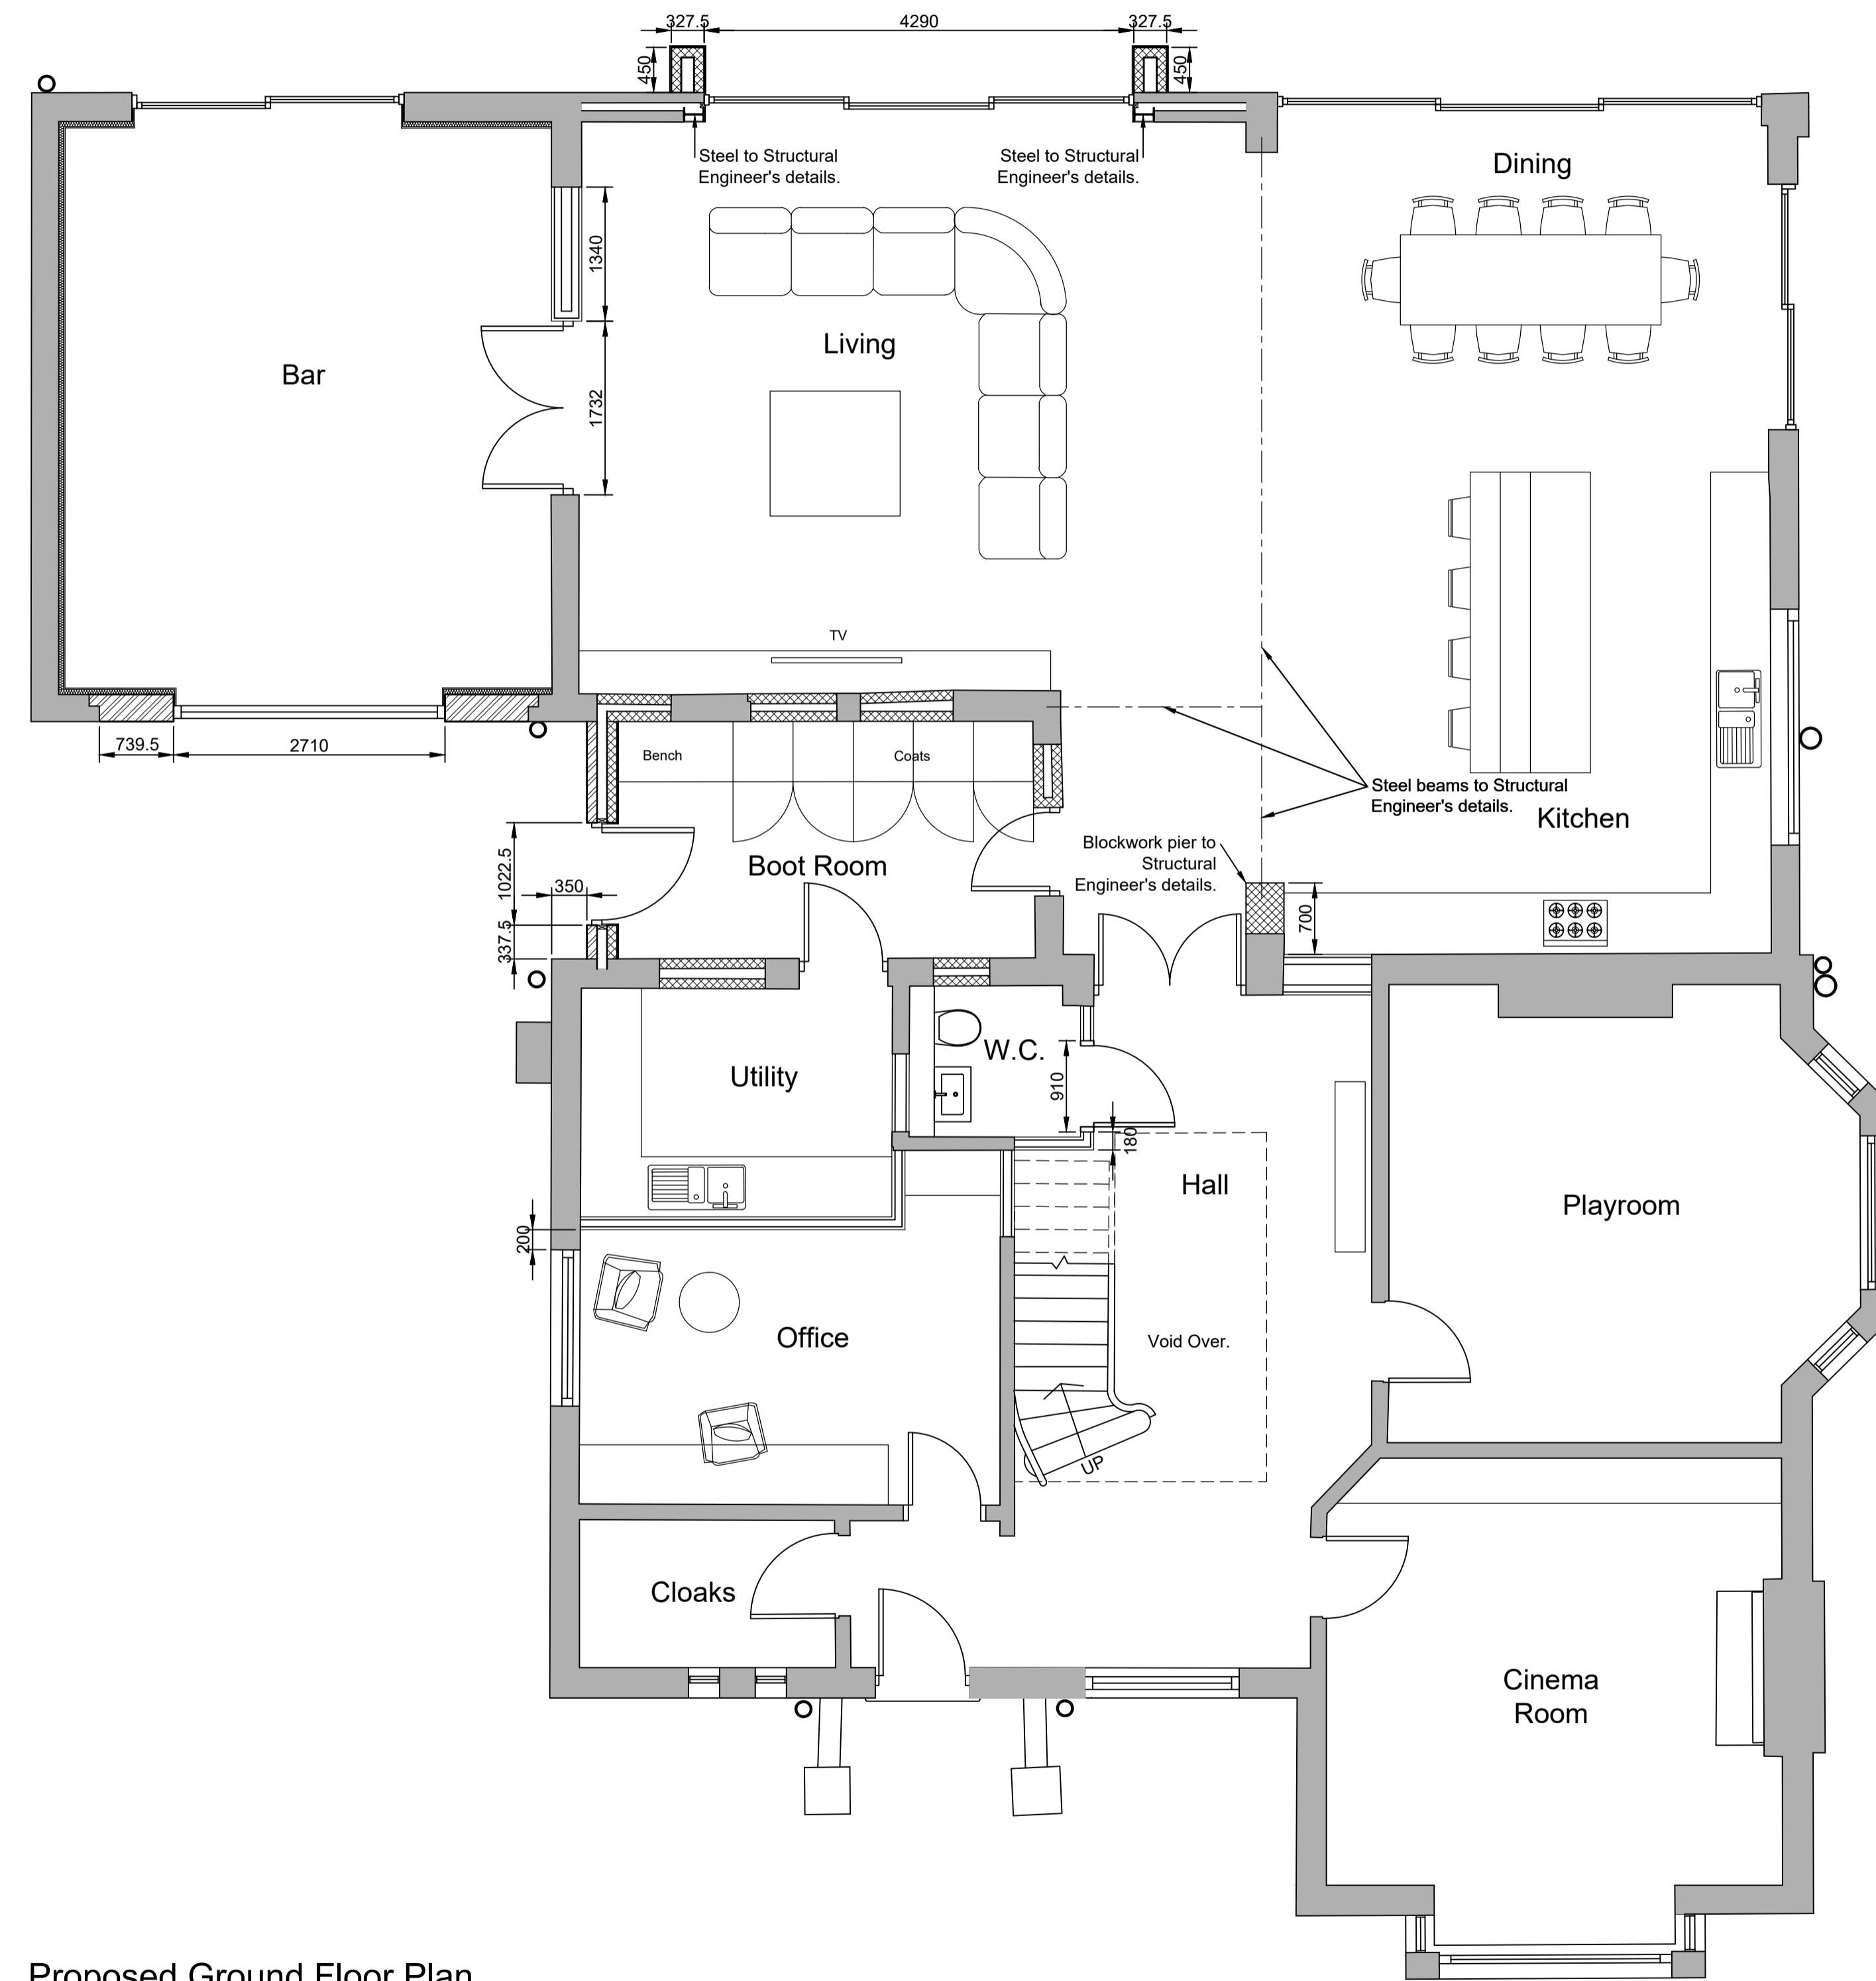 327.5
4290
327.5
450
450
Steel to Structural
Engineer's details.
Steel to Structural
Engineer's details.
Dining
1340
Living
Bar
1732
TV
739.5
2710
Bench
Coats
Steel beams to Structural
Engineer's details.
Kitchen
1022.5
350
337.5
Boot Room
Blockwork pier to
Structural
Engineer's details.
700
W.C.
Utility
910
180
Hall
Playroom
200
Office
Void Over.
UP
Cloaks
Cinema
Room
Proposed Ground Floor Plan